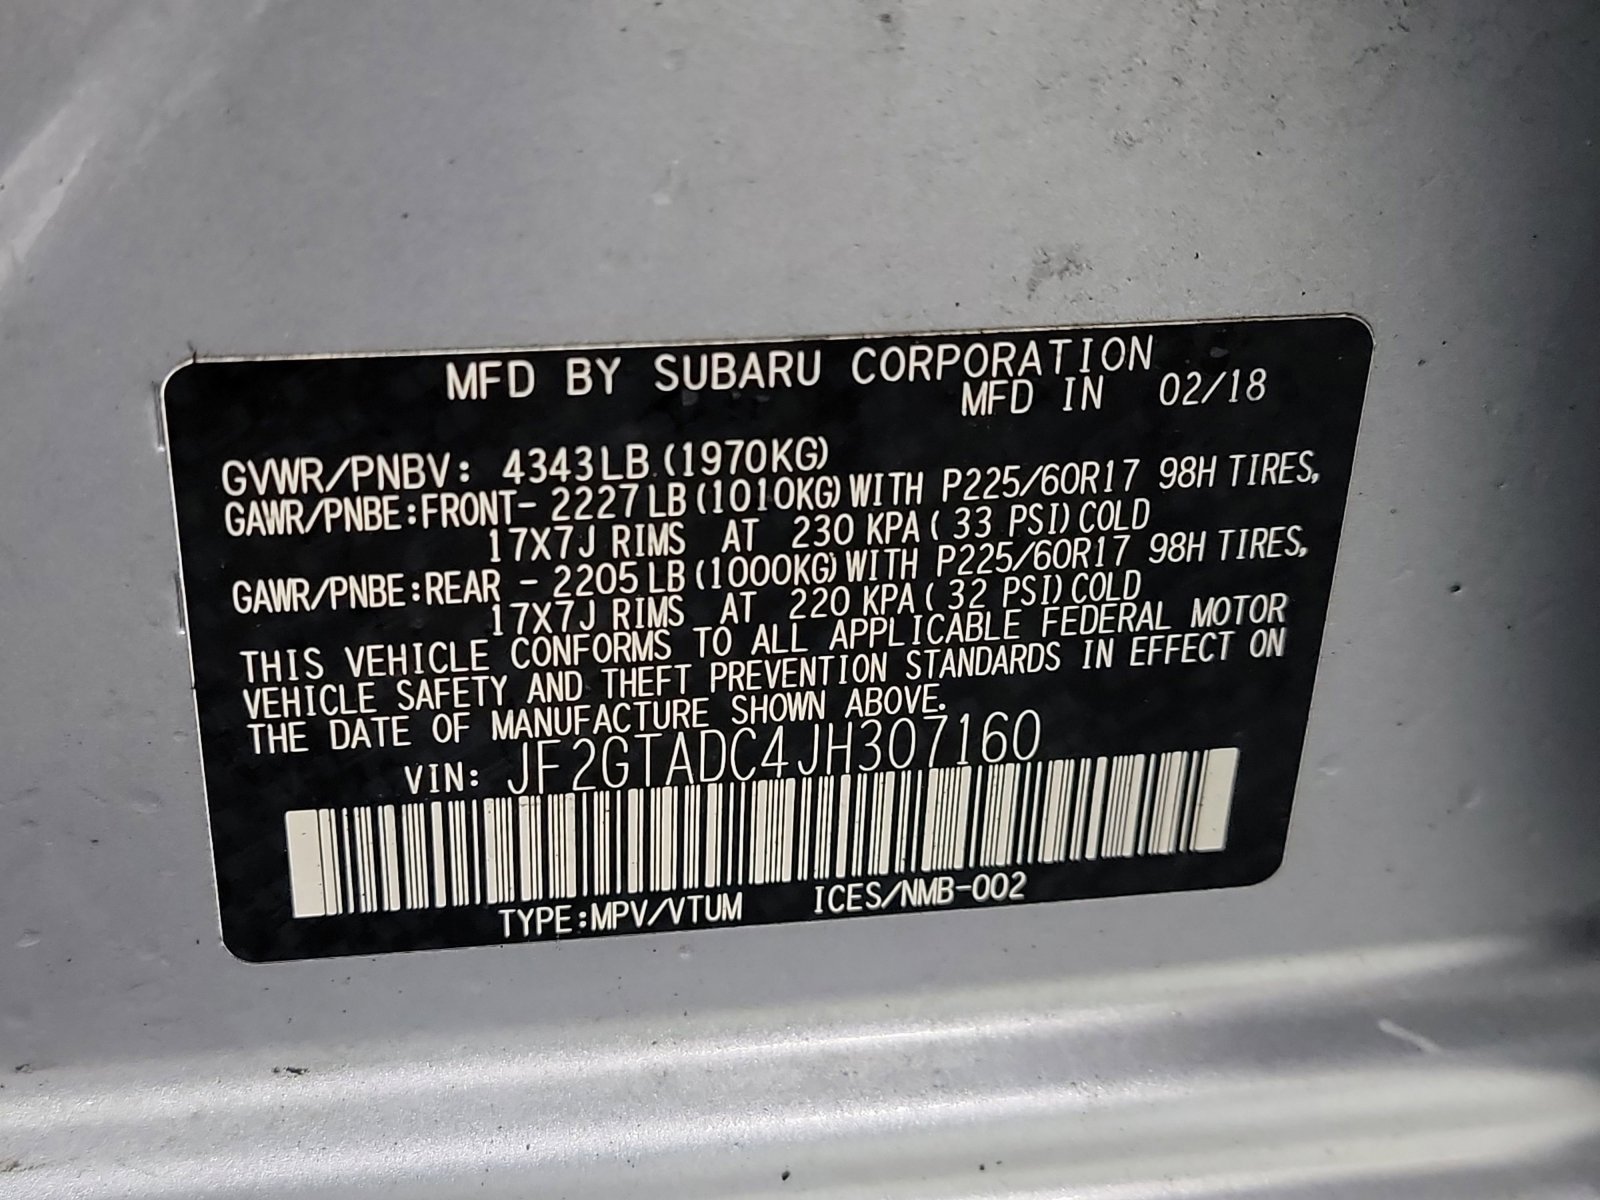 MFD BY SUBARU CORPORATION
MFD IN 02/18
GVWR/PNBV: 4343LB (1970KG)
GAWR/PNBE:FRONT- 2227LB (1010KG) WITH P225/60R17 98H TIRES,
17X7J RIMS AT 230 KPA ( 33 PSI) COLD
GAWR/PNBE:REAR - 2205LB (1000KG) WITH P225/60R17 98H TIRES,
17X7J RIMS AT 220 KPA ( 32 PSI) COLD
THIS VEHICLE CONFORMS TO ALL APPLICABLE FEDERAL MOTOR
VEHICLE SAFETY AND THEFT PREVENTION STANDARDS IN EFFECT ON
THE DATE OF MANUFACTURE SHOWN ABOVE.
VIN: JF2GTADC4JH307160
TYPE:MPV/VTUM ICES/NMB-002